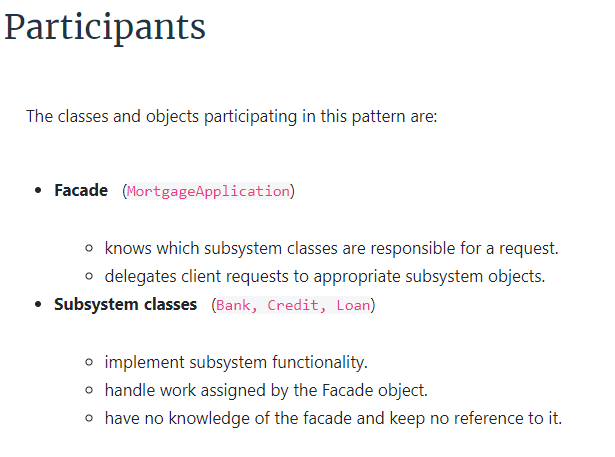 Participants
The classes and objects participating in this pattern are:
• Facade (MortgageApplication)
◦ knows which subsystem classes are responsible for a request.
◦ delegates client requests to appropriate subsystem objects.
• Subsystem classes (Bank, Credit, Loan)
◦ implement subsystem functionality.
◦ handle work assigned by the Facade object.
◦ have no knowledge of the facade and keep no reference to it.